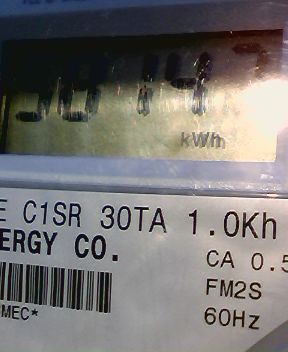 kWh
E C1SR 30TA 1.0Kh
ERGY CO.
CA 0.5
FM2S
MEC*
60Hz